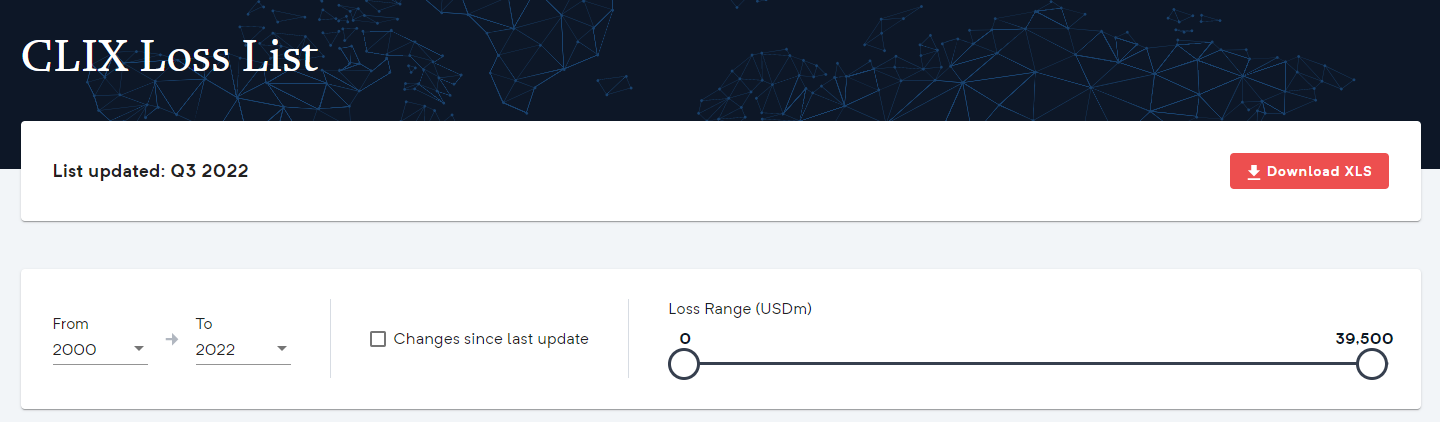 CLIX Loss List
List updated: Q3 2022
Download XLS
From
To
2000
2022
Changes since last update
Loss Range (USDm)
0
39,500